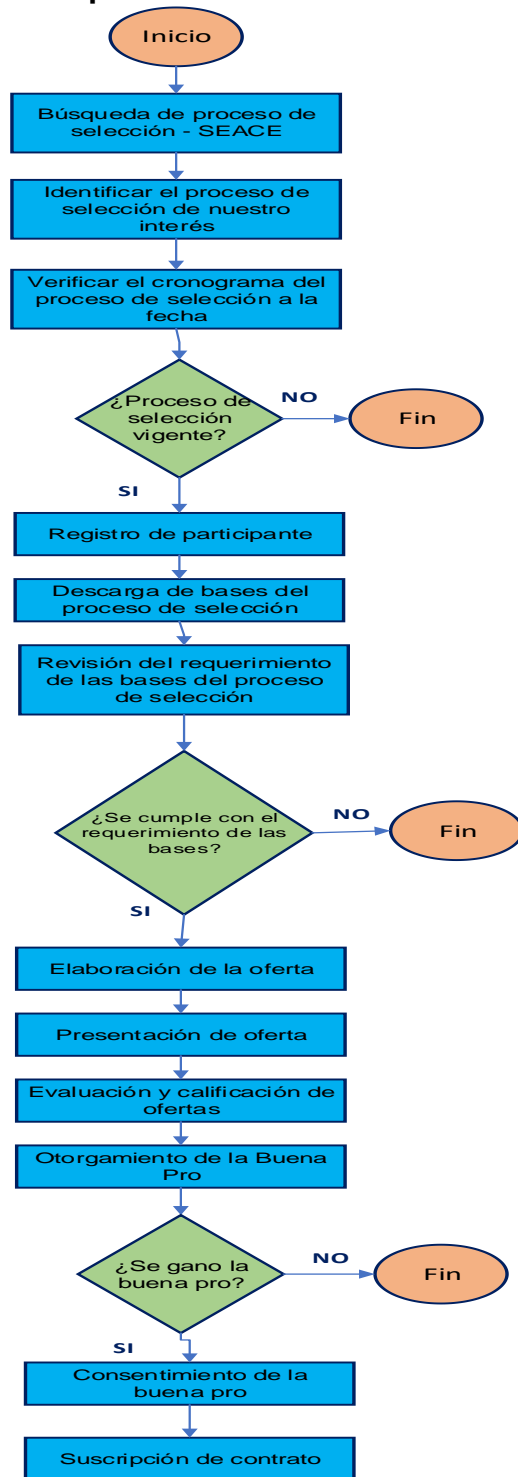 Inicio
Búsqueda de proceso de
selección - SEACE
Identificar el proceso de
selección de nuestro
interés
Verificar el cronograma del
proceso de selección a la
fecha
¿Proceso de
selección
vigente?
NO
Fin
SI
Registro de participante
Descarga de bases del
proceso de selección
Revisión del requerimiento
de las bases del proceso
de selección
¿Se cumple con el
requerimiento de las
bases?
NO
Fin
SI
Elaboración de la oferta
Presentación de oferta
Evaluación y calificación de
ofertas
Otorgamiento de la Buena
Pro
¿Se gano la
buena pro?
NO
Fin
SI
Consentimiento de la
buena pro
Suscripción de contrato